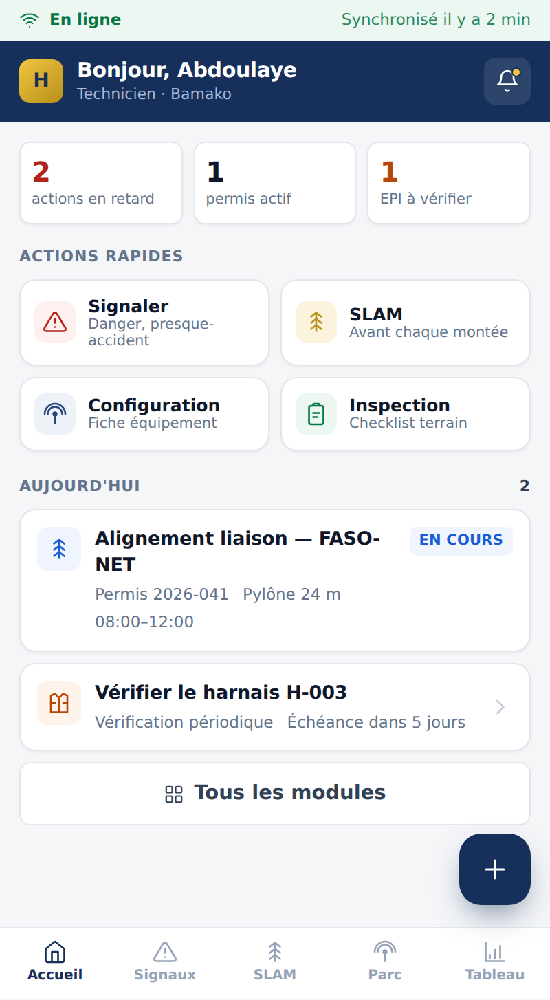 En ligne
Synchronisé il y a 2 min
H
Bonjour, Abdoulaye
Technicien · Bamako
2
actions en retard
1
permis actif
1
EPI à vérifier
ACTIONS RAPIDES
Signaler
Danger, presque-
accident
SLAM
Avant chaque montée
Configuration
Fiche équipement
Inspection
Checklist terrain
AUJOURD'HUI
2
Alignement liaison — FASO-
NET
EN COURS
Permis 2026-041 Pylône 24 m
08:00–12:00
Vérifier le harnais H-003
Vérification périodique Échéance dans 5 jours
Tous les modules
Accueil
Signaux
SLAM
Parc
Tableau